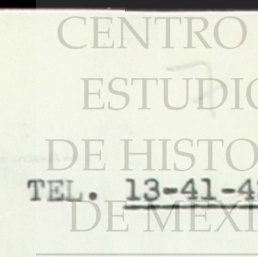 CENTRO
ESTUDIO
DE HISTO
TEL. 13-41-4
DE MEXI